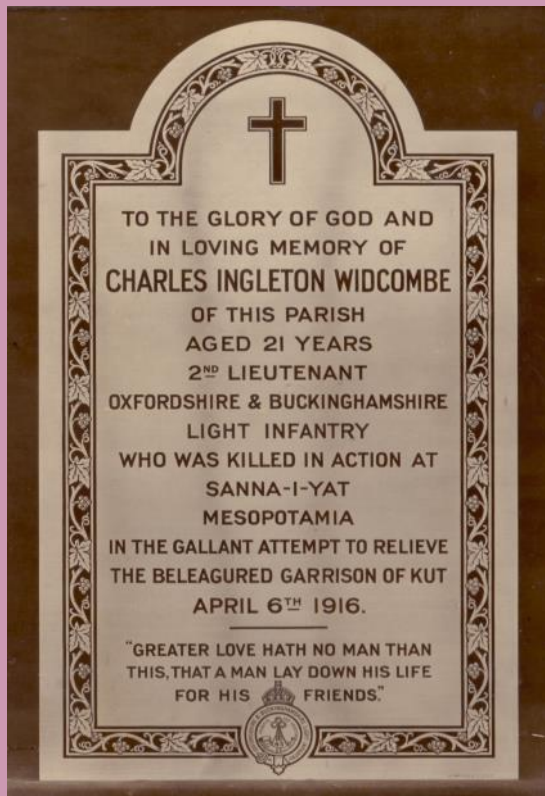 TO THE GLORY OF GOD AND
IN LOVING MEMORY OF
CHARLES INGLETON WIDCOMBE
OF THIS PARISH
AGED 21 YEARS
2ND LIEUTENANT
OXFORDSHIRE & BUCKINGHAMSHIRE
LIGHT INFANTRY
WHO WAS KILLED IN ACTION AT
SANNA-I-YAT
MESOPOTAMIA
IN THE GALLANT ATTEMPT TO RELIEVE
THE BELEAGURED GARRISON OF KUT
APRIL 6TH 1916.
"GREATER LOVE HATH NO MAN THAN
THIS, THAT A MAN LAY DOWN HIS LIFE
FOR HIS FRIENDS."